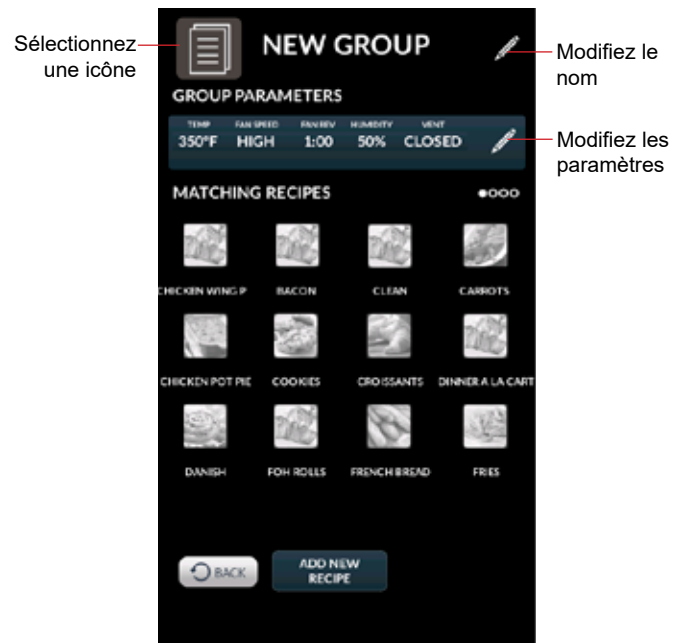 Sélectionnez
une icône
NEW GROUP
Modifiez le
nom
GROUP PARAMETERS
TEMP FAN SPEED FAN REV HUMIDITY VENT
350°F HIGH 1:00 50% CLOSED
Modifiez les
paramètres
MATCHING RECIPES
CHICKEN WING P BACON CLEAN CARROTS
CHICKEN POT PIE COOKIES CROISSANTS DINNER A LA CART
DANISH FOH ROLLS FRENCH BREAD FRIES
BACK
ADD NEW
RECIPE